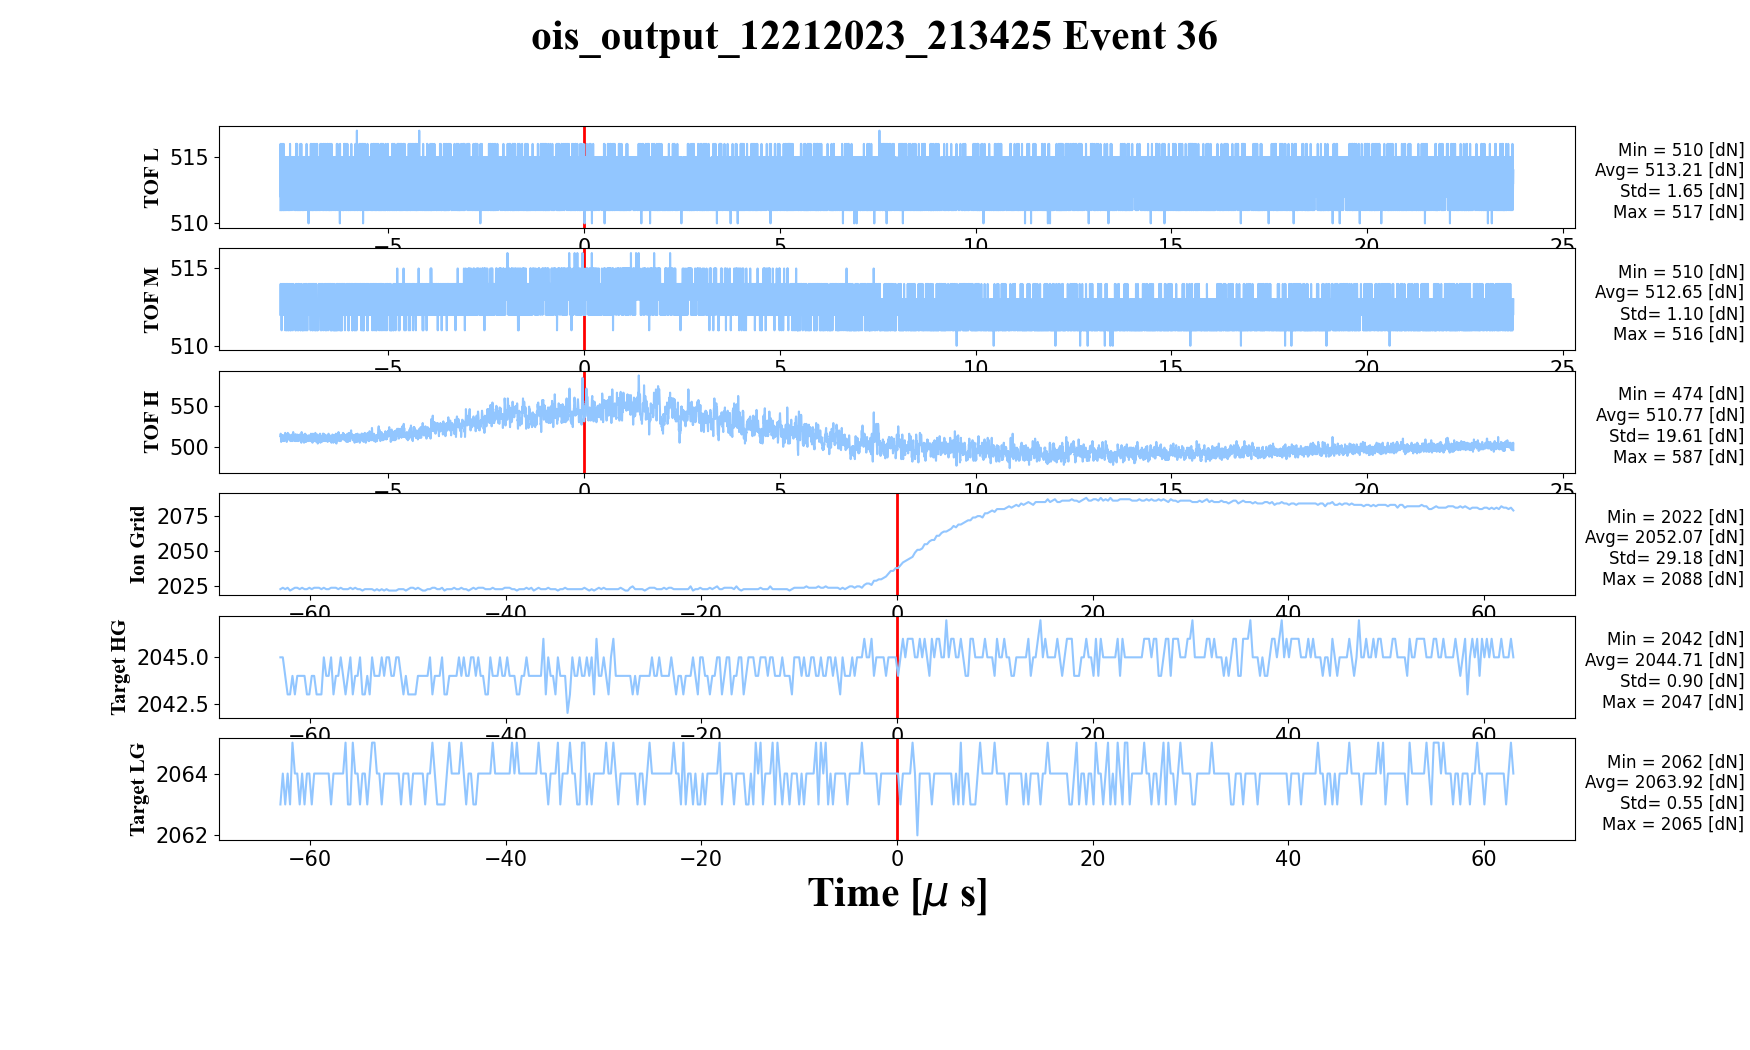 ois_output_12212023_213425 Event 36
TOF L
515
510
−5 0 5 10 15 20 25
Min = 510 [dN]
Avg= 513.21 [dN]
Std= 1.65 [dN]
Max = 517 [dN]
TOF M
515
510
−5 0 5 10 15 20 25
Min = 510 [dN]
Avg= 512.65 [dN]
Std= 1.10 [dN]
Max = 516 [dN]
TOF H
550
500
−5 0 5 10 15 20 25
Min = 474 [dN]
Avg= 510.77 [dN]
Std= 19.61 [dN]
Max = 587 [dN]
Ion Grid
2075
2050
2025
−60 −40 −20 0 20 40 60
Min = 2022 [dN]
Avg= 2052.07 [dN]
Std= 29.18 [dN]
Max = 2088 [dN]
Target HG
2045.0
2042.5
−60 −40 −20 0 20 40 60
Min = 2042 [dN]
Avg= 2044.71 [dN]
Std= 0.90 [dN]
Max = 2047 [dN]
Target LG
2064
2062
−60 −40 −20 0 20 40 60
Min = 2062 [dN]
Avg= 2063.92 [dN]
Std= 0.55 [dN]
Max = 2065 [dN]
Time [μ s]